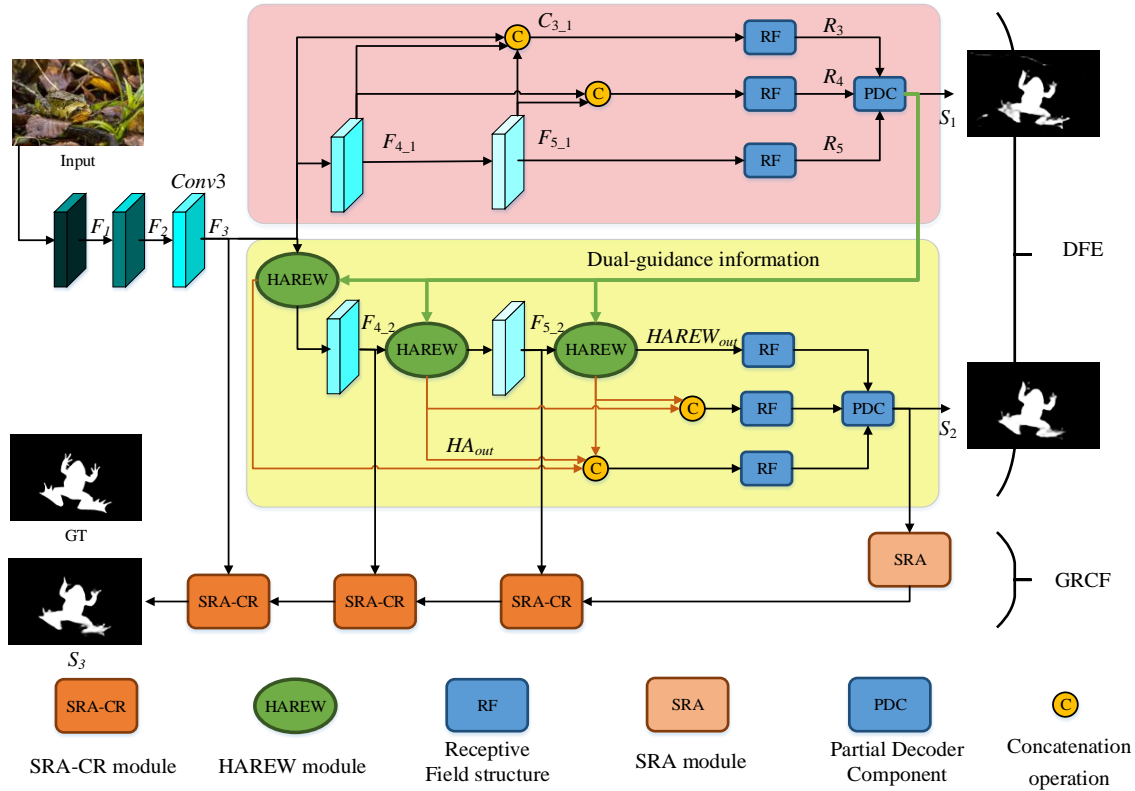 C3_1
C
RF
R3
C
RF
R4
PDC
S1
F4_1
F5_1
RF
R5
Input
Conv3
F1
F2
F3
DFE
HAREW
Dual-guidance information
F4_2
HAREW
F5_2
HAREW
HAREWout
RF
C
RF
PDC
S2
HAout
C
RF
GT
SRA
GRCF
SRA-CR
SRA-CR
SRA-CR
S3
SRA-CR
HAREW
RF
SRA
PDC
C
SRA-CR module
HAREW module
Receptive
Field structure
SRA
module
Partial Decoder
Component
Concatenation
operation